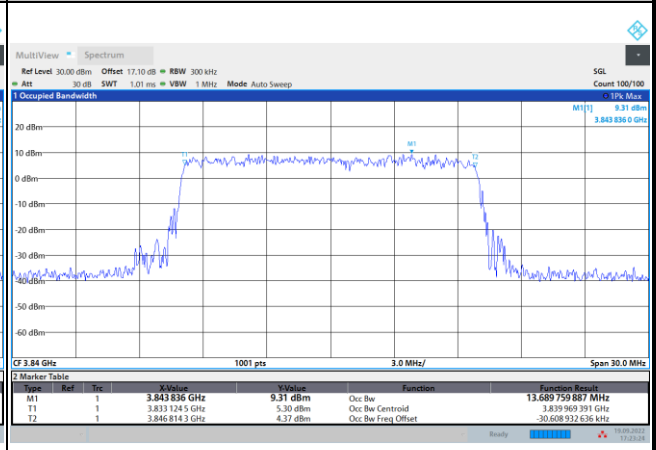 MultiView Spectrum
Ref Level 30.00 dBm Offset 17.10 dB RBW 300 kHz SGL
Att 30 dB SWT 1.01 ms VBW 1 MHz Mode Auto Sweep Count 100/100
1 Occupied Bandwidth 1Pk Max
M1[1] 9.31 dBm
3.843 836 0 GHz
20 dBm
M1
10 dBm
T1
T2
0 dBm
-10 dBm
-20 dBm
-30 dBm
-40 dBm
-50 dBm
-60 dBm
CF 3.84 GHz 1001 pts 3.0 MHz/ Span 30.0 MHz
2 Marker Table
Type Ref Trc X-Value Y-Value Function Function Result
M1 1 3.843 836 GHz 9.31 dBm Occ Bw 13.689 759 887 MHz
T1 1 3.833 124 5 GHz 5.30 dBm Occ Bw Centroid 3.839 969 391 GHz
T2 1 3.846 814 3 GHz 4.37 dBm Occ Bw Freq Offset -30.608 932 636 kHz
Ready 19.09.2022
17:23:24